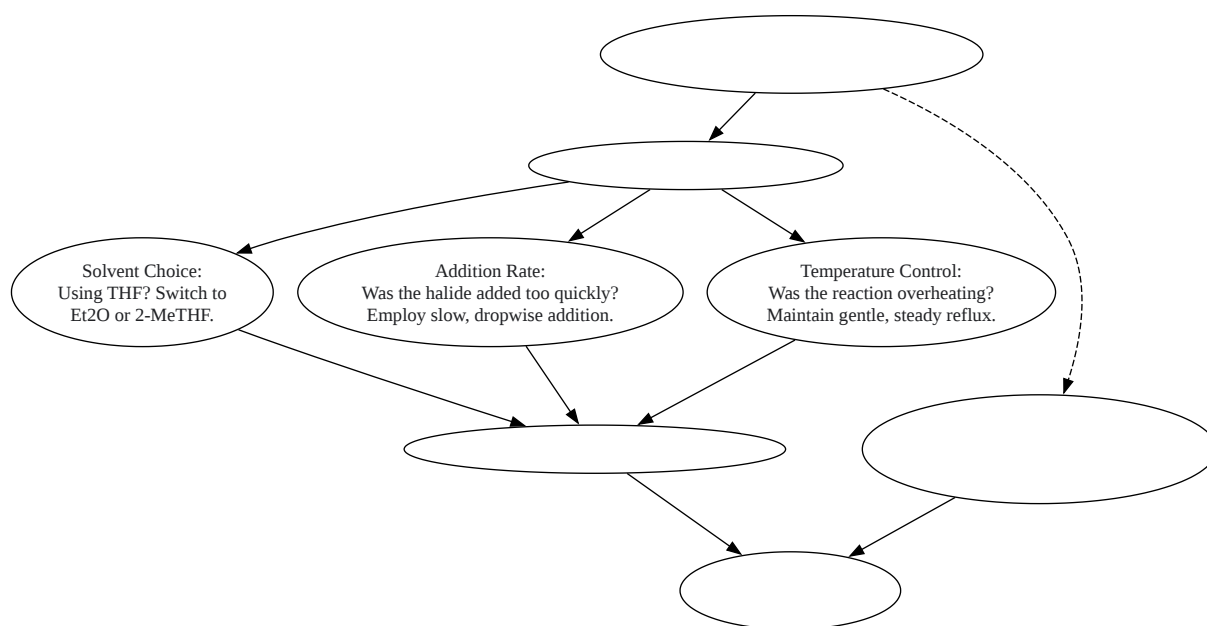 Solvent Choice:
Using THF? Switch to
Et2O or 2-MeTHF.
Addition Rate:
Was the halide added too quickly?
Employ slow, dropwise addition.
Temperature Control:
Was the reaction overheating?
Maintain gentle, steady reflux.